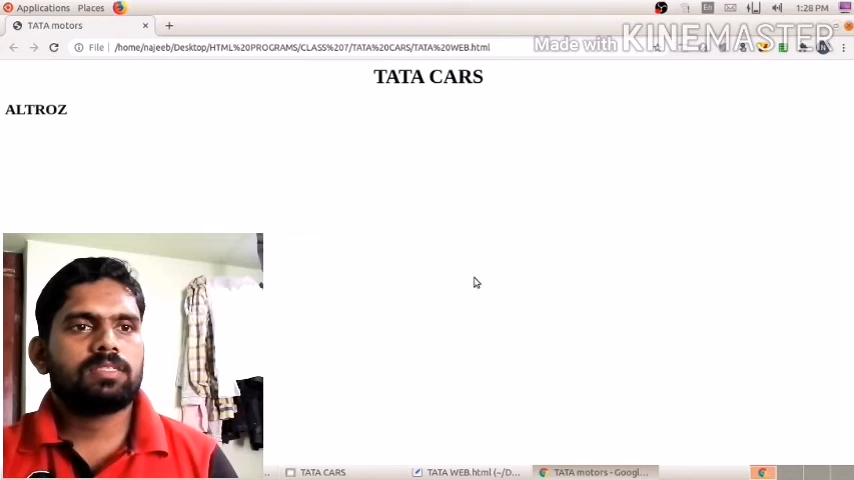 Applications Places En 1:28 PM
TATA motors
File /home/najeeb/Desktop/HTML%20PROGRAMS/CLASS%207/TATA%20CARS/TATA%20WEB.html
Made with KINEMASTER
TATA CARS
ALTROZ
TATA CARS TATA WEB.html (~/D... TATA motors - Googl...